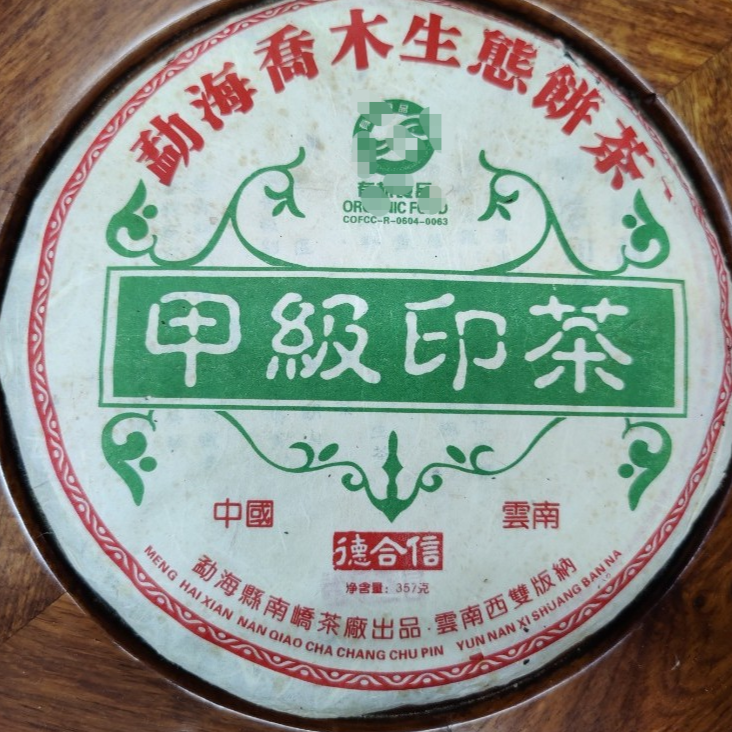 勐海喬木生態餅茶
ORGANIC FOOD
COFCC-R-0604-0063
甲級印茶
中國
雲南
德合信
净含量：357克
勐海縣南嶠茶廠出品·雲南西雙版納
MENG HAI XIAN NAN QIAO CHA CHANG CHU PIN YUN NAN XI SHUANG BAN NA